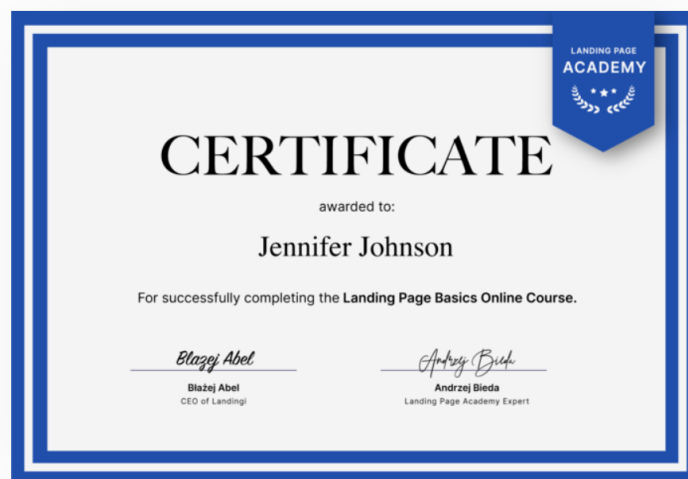 LANDING PAGE
ACADEMY
CERTIFICATE
awarded to:
Jennifer Johnson
For successfully completing the Landing Page Basics Online Course.
Blazej Abel
Andrzej Bieda
Błażej Abel
Andrzej Bieda
CEO of Landingi
Landing Page Academy Expert